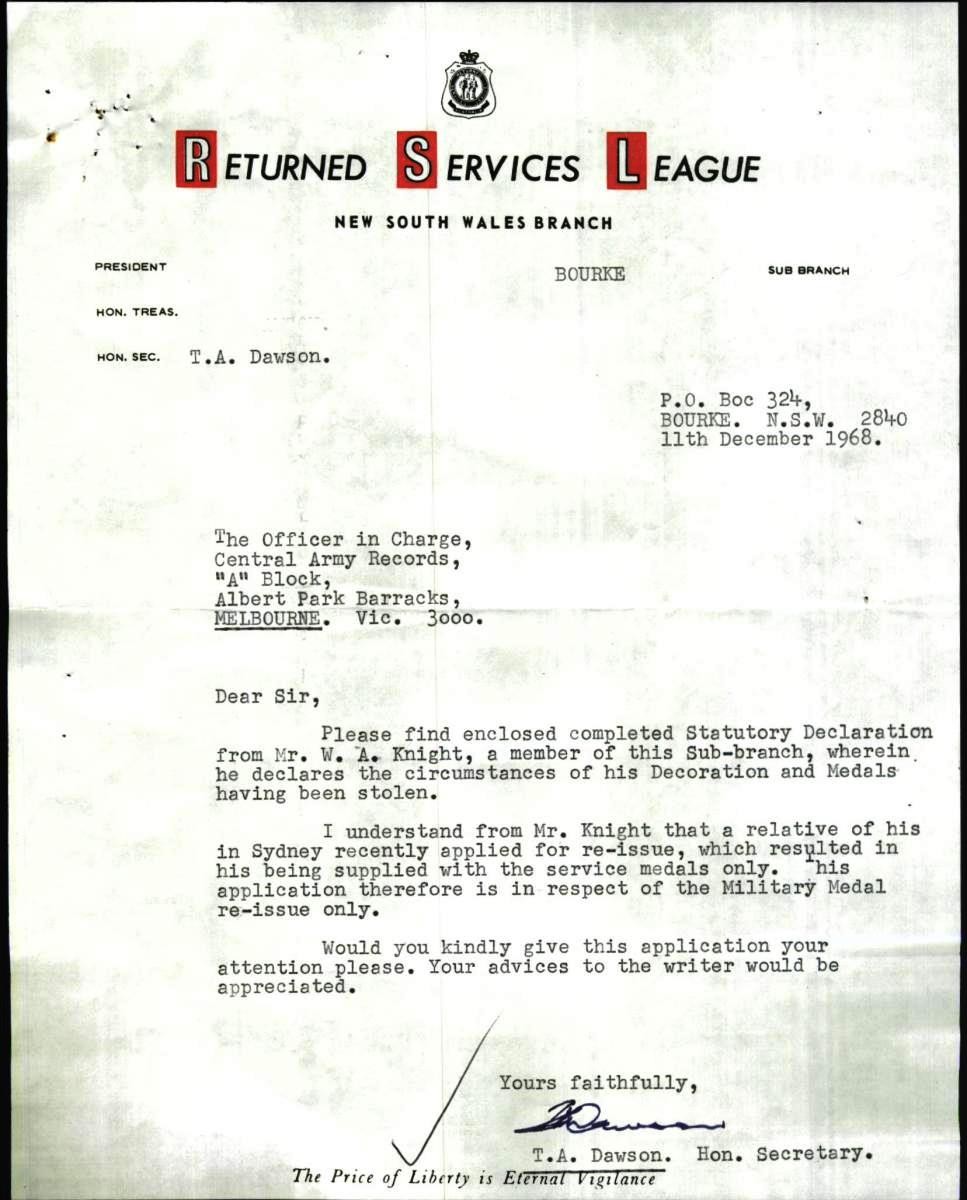 RETURNED SERVICES LEAGUE
NEW SOUTH WALES BRANCH
PRESIDENT
BOURKE SUB BRANCH
HON. TREAS.
HON. SEC. T.A. Dawson.
P.O. Boc 324,
BOURKE. N.S.W. 2840
11th December 1968.
The Officer in Charge,
Central Army Records,
"A" Block,
Albert Park Barracks,
MELBOURNE. Vic. 3000.
Dear Sir,
Please find enclosed completed Statutory Declaration
from Mr. W. A. Knight, a member of this Sub-branch, wherein
he declares the circumstances of his Decoration and Medals
having been stolen.
I understand from Mr. Knight that a relative of his
in Sydney recently applied for re-issue, which resulted in
his being supplied with the service medals only. This
application therefore is in respect of the Military Medal
re-issue only.
Would you kindly give this application your
attention please. Your advices to the writer would be
appreciated.
Yours faithfully,
T.A. Dawson
T.A. Dawson. Hon. Secretary.
The Price of Liberty is Eternal Vigilance